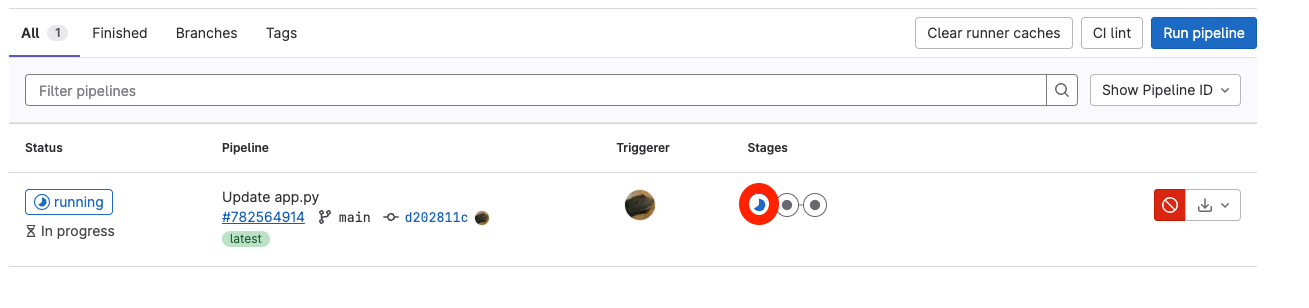 All 1 Finished Branches Tags Clear runner caches CI lint Run pipeline
Filter pipelines Show Pipeline ID
Status Pipeline Triggerer Stages
running Update app.py
#782564914 main d202811c
In progress
latest